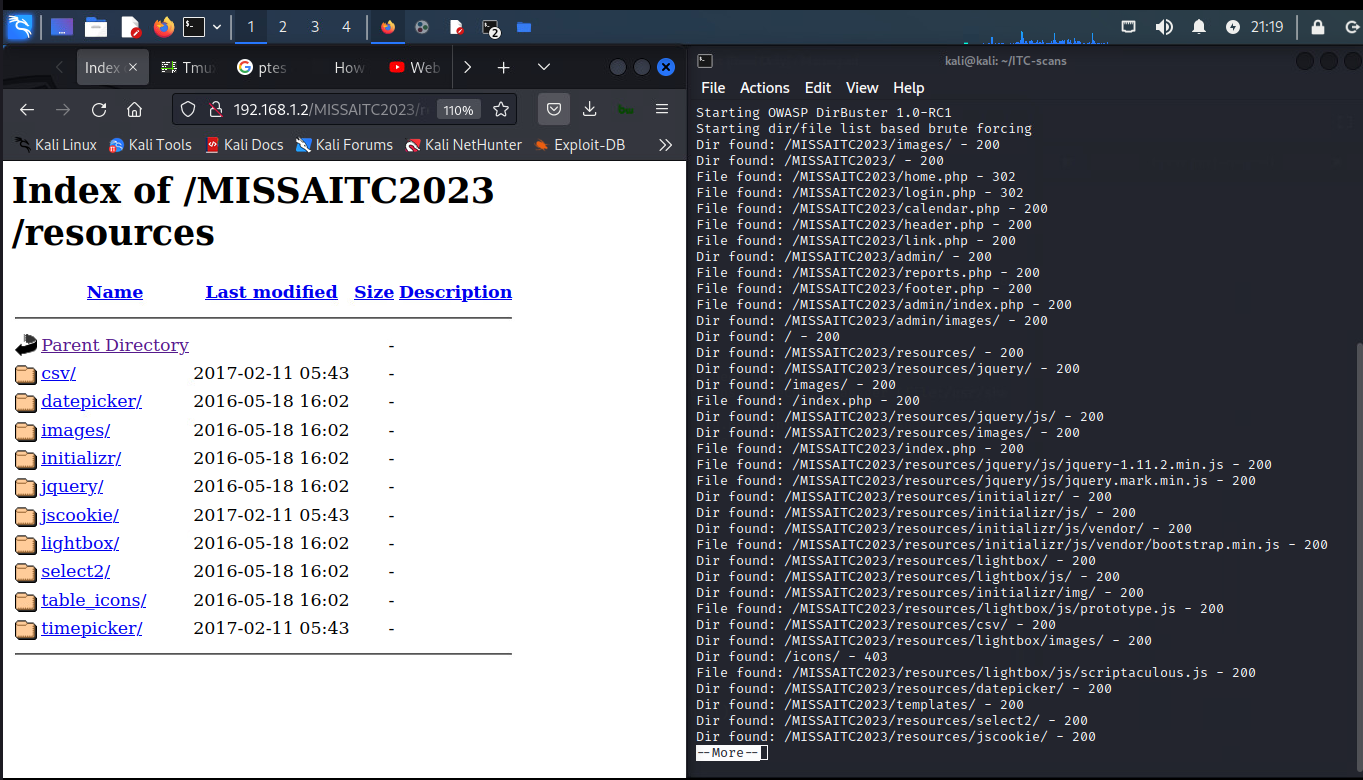 1 2 3 4
2
21:19
Index
Tmu
ptes
How
Web
192.168.1.2/MISSAITC2023/r
110%
Kali Linux
Kali Tools
Kali Docs
Kali Forums
Kali NetHunter
Exploit-DB
Index of /MISSAITC2023
/resources
Name Last modified Size Description
Parent Directory -
csv/ 2017-02-11 05:43 -
datepicker/ 2016-05-18 16:02 -
images/ 2016-05-18 16:02 -
initializr/ 2016-05-18 16:02 -
jquery/ 2016-05-18 16:02 -
jscookie/ 2017-02-11 05:43 -
lightbox/ 2016-05-18 16:02 -
select2/ 2016-05-18 16:02 -
table_icons/ 2016-05-18 16:02 -
timepicker/ 2017-02-11 05:43 -
kali@kali: ~/ITC-scans
File Actions Edit View Help
Starting OWASP DirBuster 1.0-RC1
Starting dir/file list based brute forcing
Dir found: /MISSAITC2023/images/ - 200
Dir found: /MISSAITC2023/ - 200
File found: /MISSAITC2023/home.php - 302
File found: /MISSAITC2023/login.php - 302
File found: /MISSAITC2023/calendar.php - 200
File found: /MISSAITC2023/header.php - 200
File found: /MISSAITC2023/link.php - 200
Dir found: /MISSAITC2023/admin/ - 200
File found: /MISSAITC2023/reports.php - 200
File found: /MISSAITC2023/footer.php - 200
File found: /MISSAITC2023/admin/index.php - 200
Dir found: /MISSAITC2023/admin/images/ - 200
Dir found: / - 200
Dir found: /MISSAITC2023/resources/ - 200
Dir found: /MISSAITC2023/resources/jquery/ - 200
Dir found: /images/ - 200
File found: /index.php - 200
Dir found: /MISSAITC2023/resources/jquery/js/ - 200
Dir found: /MISSAITC2023/resources/images/ - 200
File found: /MISSAITC2023/index.php - 200
File found: /MISSAITC2023/resources/jquery/js/jquery-1.11.2.min.js - 200
File found: /MISSAITC2023/resources/jquery/js/jquery.mark.min.js - 200
Dir found: /MISSAITC2023/resources/initializr/ - 200
Dir found: /MISSAITC2023/resources/initializr/js/ - 200
Dir found: /MISSAITC2023/resources/initializr/js/vendor/ - 200
File found: /MISSAITC2023/resources/initializr/js/vendor/bootstrap.min.js - 200
Dir found: /MISSAITC2023/resources/lightbox/ - 200
Dir found: /MISSAITC2023/resources/lightbox/js/ - 200
Dir found: /MISSAITC2023/resources/initializr/img/ - 200
File found: /MISSAITC2023/resources/lightbox/js/prototype.js - 200
Dir found: /MISSAITC2023/resources/csv/ - 200
Dir found: /MISSAITC2023/resources/lightbox/images/ - 200
Dir found: /icons/ - 403
File found: /MISSAITC2023/resources/lightbox/js/scriptaculous.js - 200
Dir found: /MISSAITC2023/resources/datepicker/ - 200
Dir found: /MISSAITC2023/templates/ - 200
Dir found: /MISSAITC2023/resources/select2/ - 200
Dir found: /MISSAITC2023/resources/jscookie/ - 200
--More--